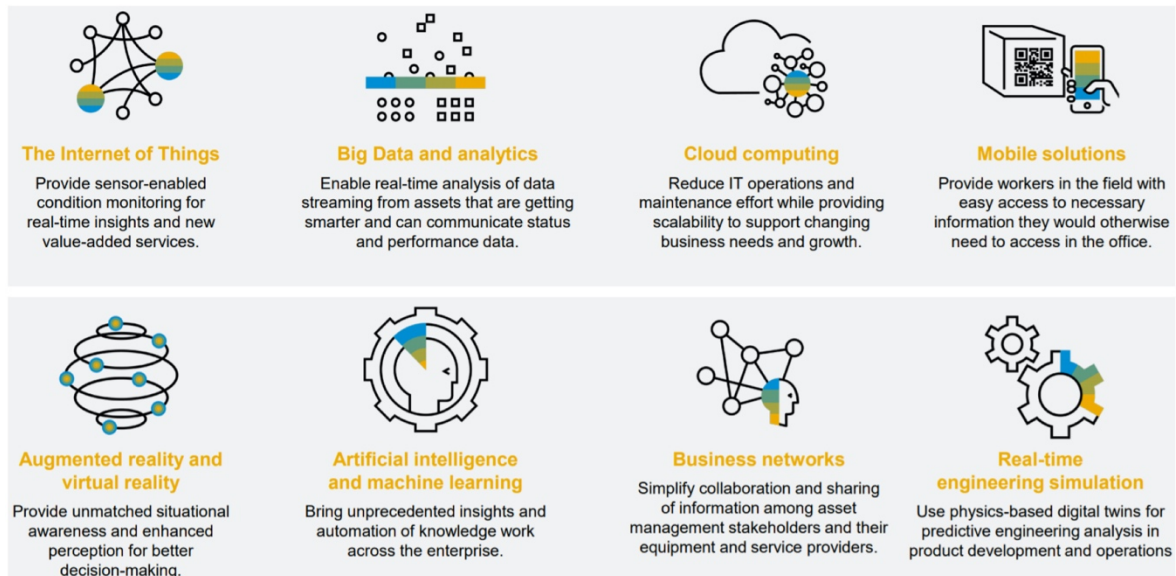 The Internet of Things
Provide sensor-enabled
condition monitoring for
real-time insights and new
value-added services.
Big Data and analytics
Enable real-time analysis of data
streaming from assets that are getting
smarter and can communicate status
and performance data.
Cloud computing
Reduce IT operations and
maintenance effort while providing
scalability to support changing
business needs and growth.
Mobile solutions
Provide workers in the field with
easy access to necessary
information they would otherwise
need to access in the office.
Augmented reality and
virtual reality
Provide unmatched situational
awareness and enhanced
perception for better
decision-making.
Artificial intelligence
and machine learning
Bring unprecedented insights and
automation of knowledge work
across the enterprise.
Business networks
Simplify collaboration and sharing
of information among asset
management stakeholders and their
equipment and service providers.
Real-time
engineering simulation
Use physics-based digital twins for
predictive engineering analysis in
product development and operations